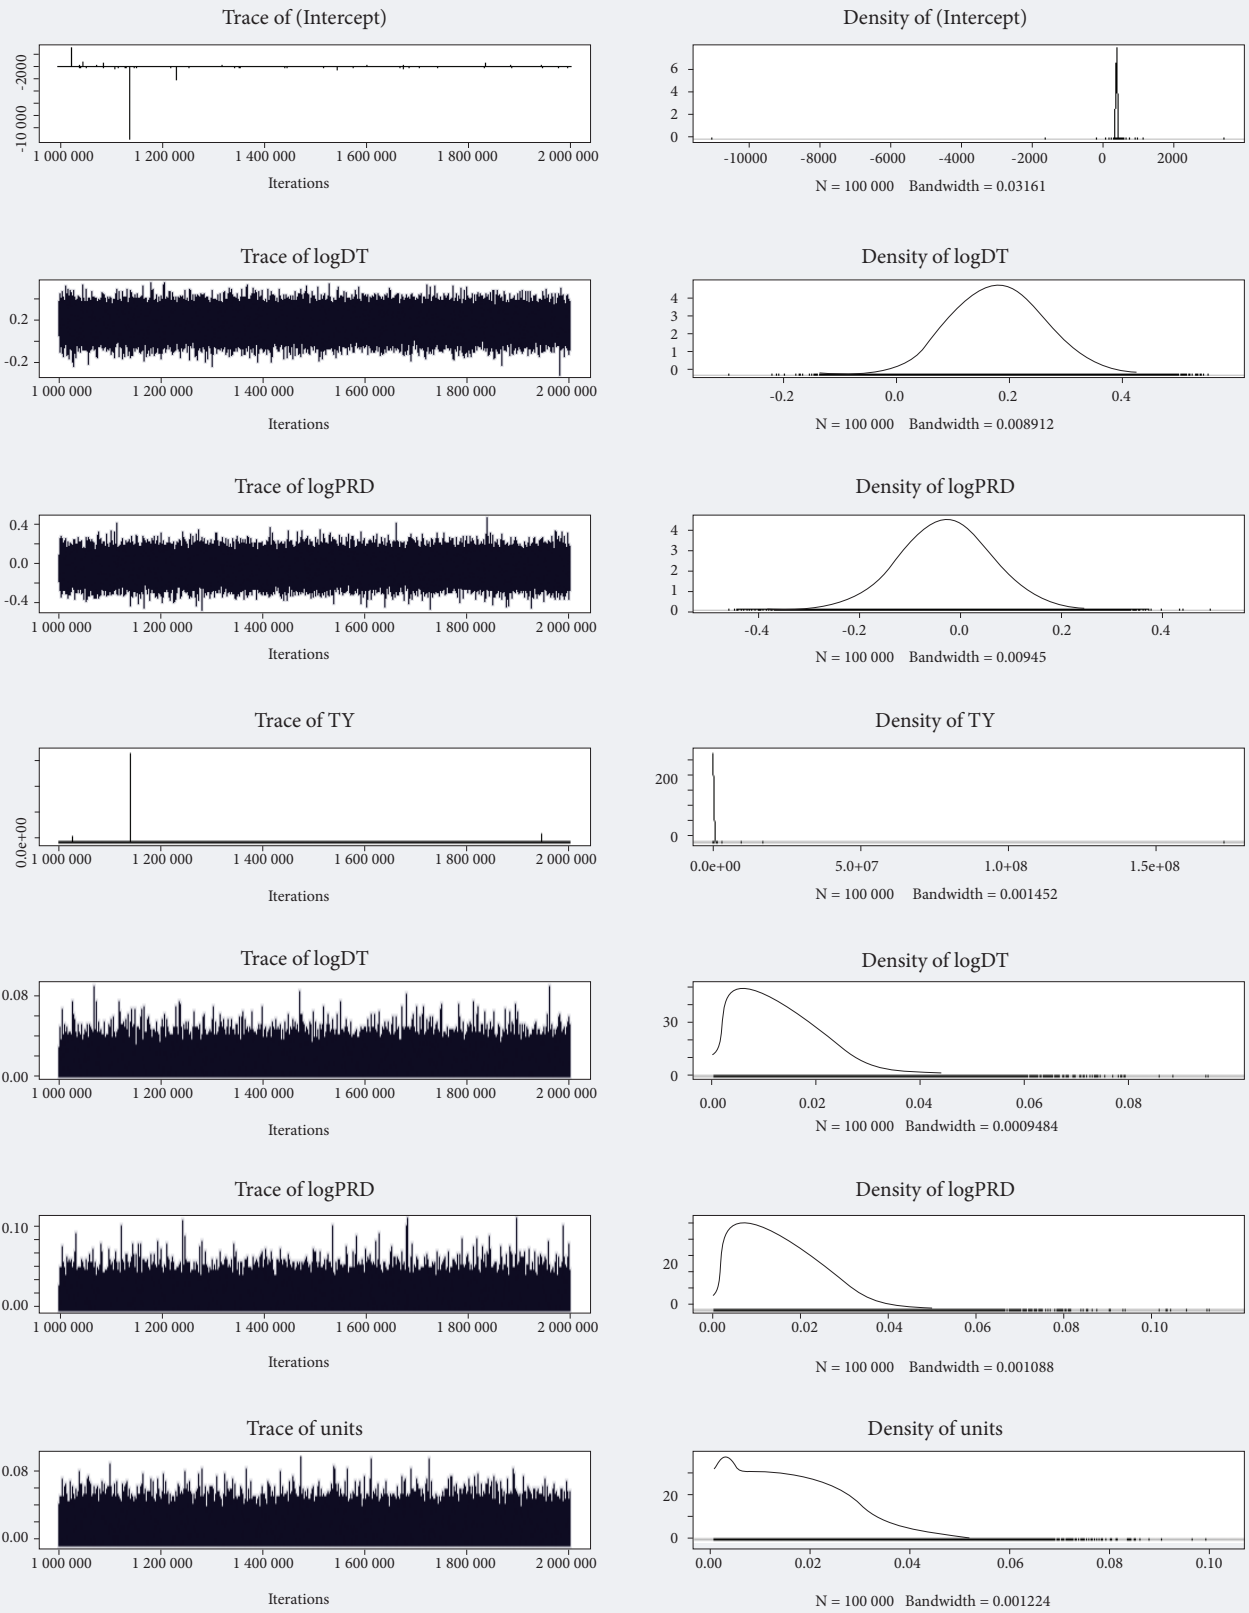 Trace of (Intercept)
-2000
-10 000
1 000 000 1 200 000 1 400 000 1 600 000 1 800 000 2 000 000
Iterations
Density of (Intercept)
6
4
2
0
-10000 -8000 -6000 -4000 -2000 0 2000
N = 100 000 Bandwidth = 0.03161
Trace of logDT
0.2
-0.2
1 000 000 1 200 000 1 400 000 1 600 000 1 800 000 2 000 000
Iterations
Density of logDT
4
3
2
1
0
-0.2 0.0 0.2 0.4
N = 100 000 Bandwidth = 0.008912
Trace of logPRD
0.4
0.0
-0.4
1 000 000 1 200 000 1 400 000 1 600 000 1 800 000 2 000 000
Iterations
Density of logPRD
4
3
2
1
0
-0.4 -0.2 0.0 0.2 0.4
N = 100 000 Bandwidth = 0.00945
Trace of TY
0.0e+00
1 000 000 1 200 000 1 400 000 1 600 000 1 800 000 2 000 000
Iterations
Density of TY
200
0
0.0e+00 5.0+07 1.0+08 1.5e+08
N = 100 000 Bandwidth = 0.001452
Trace of logDT
0.08
0.00
1 000 000 1 200 000 1 400 000 1 600 000 1 800 000 2 000 000
Iterations
Density of logDT
30
0
0.00 0.02 0.04 0.06 0.08
N = 100 000 Bandwidth = 0.0009484
Trace of logPRD
0.10
0.00
1 000 000 1 200 000 1 400 000 1 600 000 1 800 000 2 000 000
Iterations
Density of logPRD
20
0
0.00 0.02 0.04 0.06 0.08 0.10
N = 100 000 Bandwidth = 0.001088
Trace of units
0.08
0.00
1 000 000 1 200 000 1 400 000 1 600 000 1 800 000 2 000 000
Iterations
Density of units
20
0
0.00 0.02 0.04 0.06 0.08 0.10
N = 100 000 Bandwidth = 0.001224